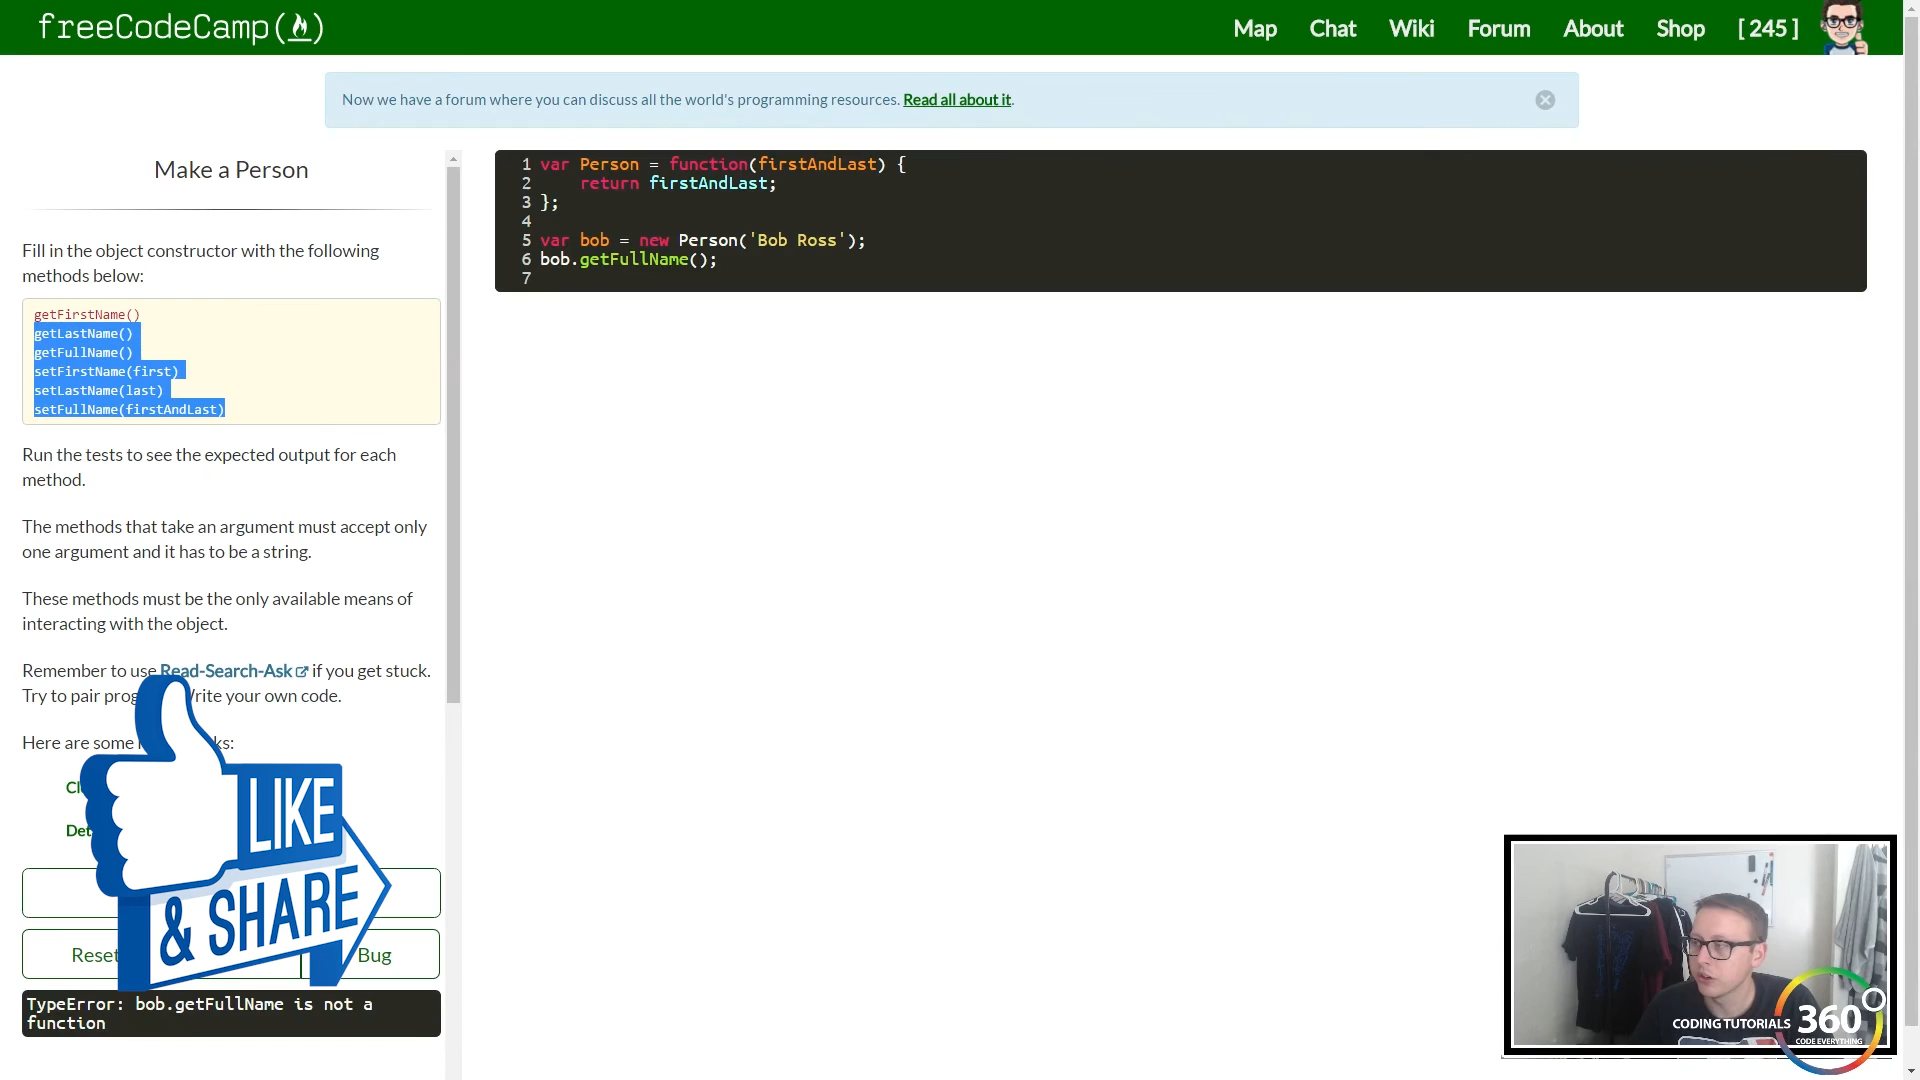 freeCodeCamp
Map Chat Wiki Forum About Shop [ 245 ]
Now we have a forum where you can discuss all the world's programming resources. Read all about it.
Make a Person
Fill in the object constructor with the following
methods below:
getFirstName()
getLastName()
getFullName()
setFirstName(first)
setLastName(last)
setFullName(firstAndLast)
Run the tests to see the expected output for each
method.
The methods that take an argument must accept only
one argument and it has to be a string.
These methods must be the only available means of
interacting with the object.
Remember to use Read-Search-Ask if you get stuck.
Try to pair rite your own code.
Here are some
Reset
Bug
TypeError: bob.getFullName is not a
function
1 var Person = function(firstAndLast) {
2 return firstAndLast;
3 };
4
5 var bob = new Person('Bob Ross');
6 bob.getFullName();
7
LIKE
& SHARE
CODING TUTORIALS 360
CODE EVERYTHING